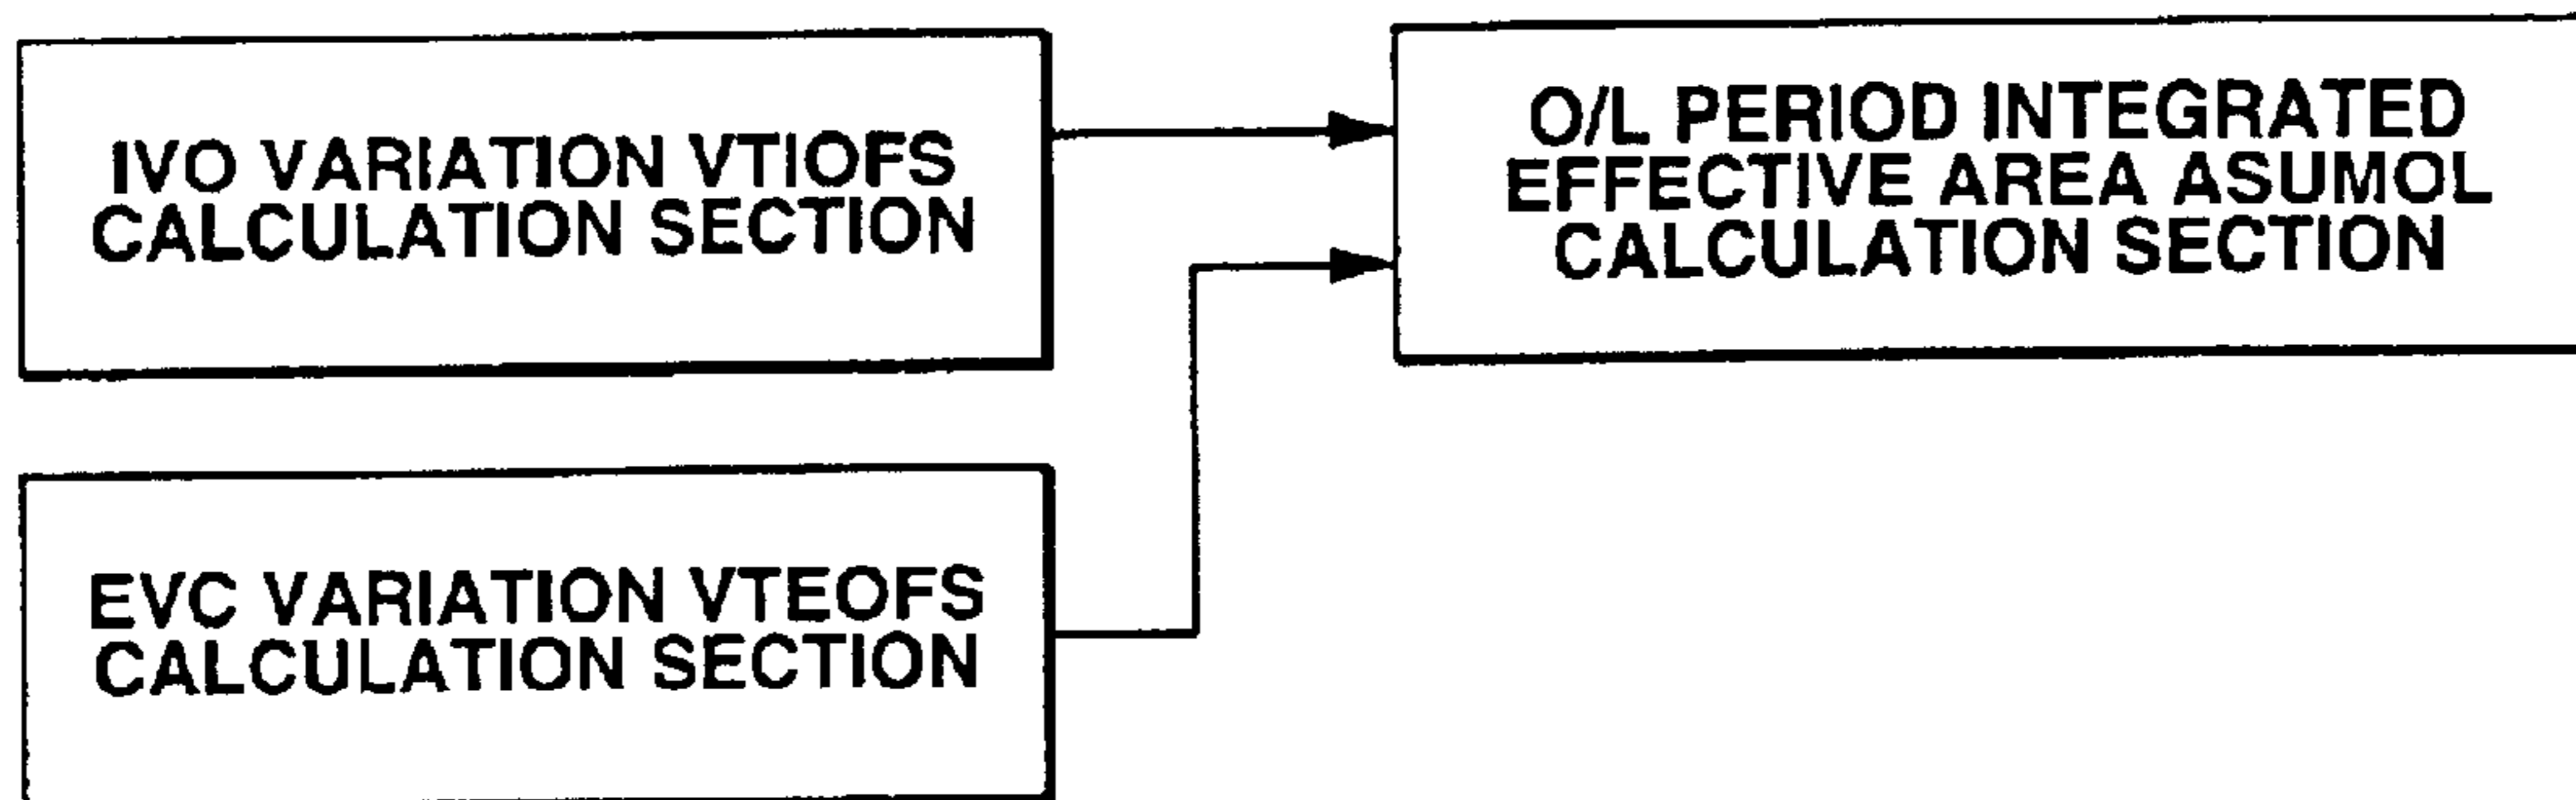 IVO VARIATION VTIOFS
CALCULATION SECTION
O/L PERIOD INTEGRATED
EFFECTIVE AREA ASUMOL
CALCULATION SECTION
EVC VARIATION VTEOFS
CALCULATION SECTION